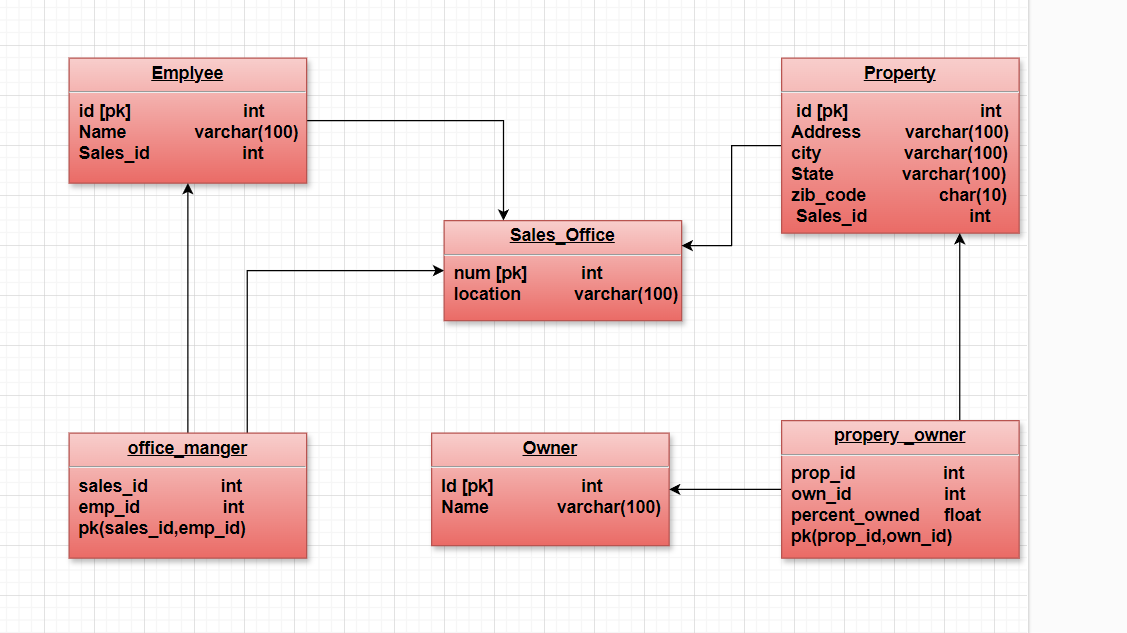 Emplyee
id [pk] int
Name varchar(100)
Sales_id int
Property
id [pk] int
Address varchar(100)
city varchar(100)
State varchar(100)
zib_code char(10)
Sales_id int
Sales_Office
num [pk] int
location varchar(100)
office_manger
sales_id int
emp_id int
pk(sales_id,emp_id)
Owner
Id [pk] int
Name varchar(100)
propery _owner
prop_id int
own_id int
percent_owned float
pk(prop_id,own_id)